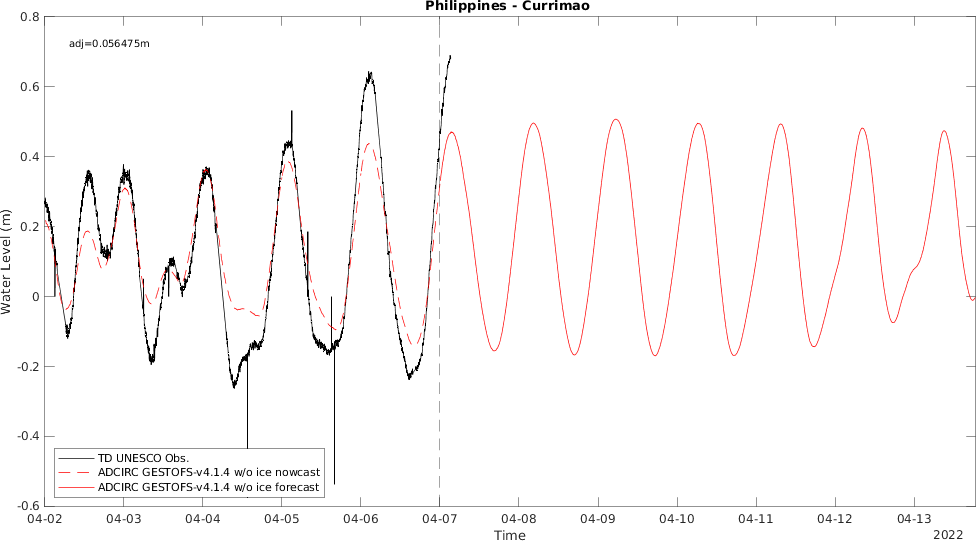 Philippines - Currimao
adj=0.056475m
Water Level (m)
0.8
0.6
0.4
0.2
0
-0.2
-0.4
-0.6
TD UNESCO Obs.
ADCIRC GESTOFS-v4.1.4 w/o ice nowcast
ADCIRC GESTOFS-v4.1.4 w/o ice forecast
04-02 04-03 04-04 04-05 04-06 04-07 04-08 04-09 04-10 04-11 04-12 04-13
Time
2022